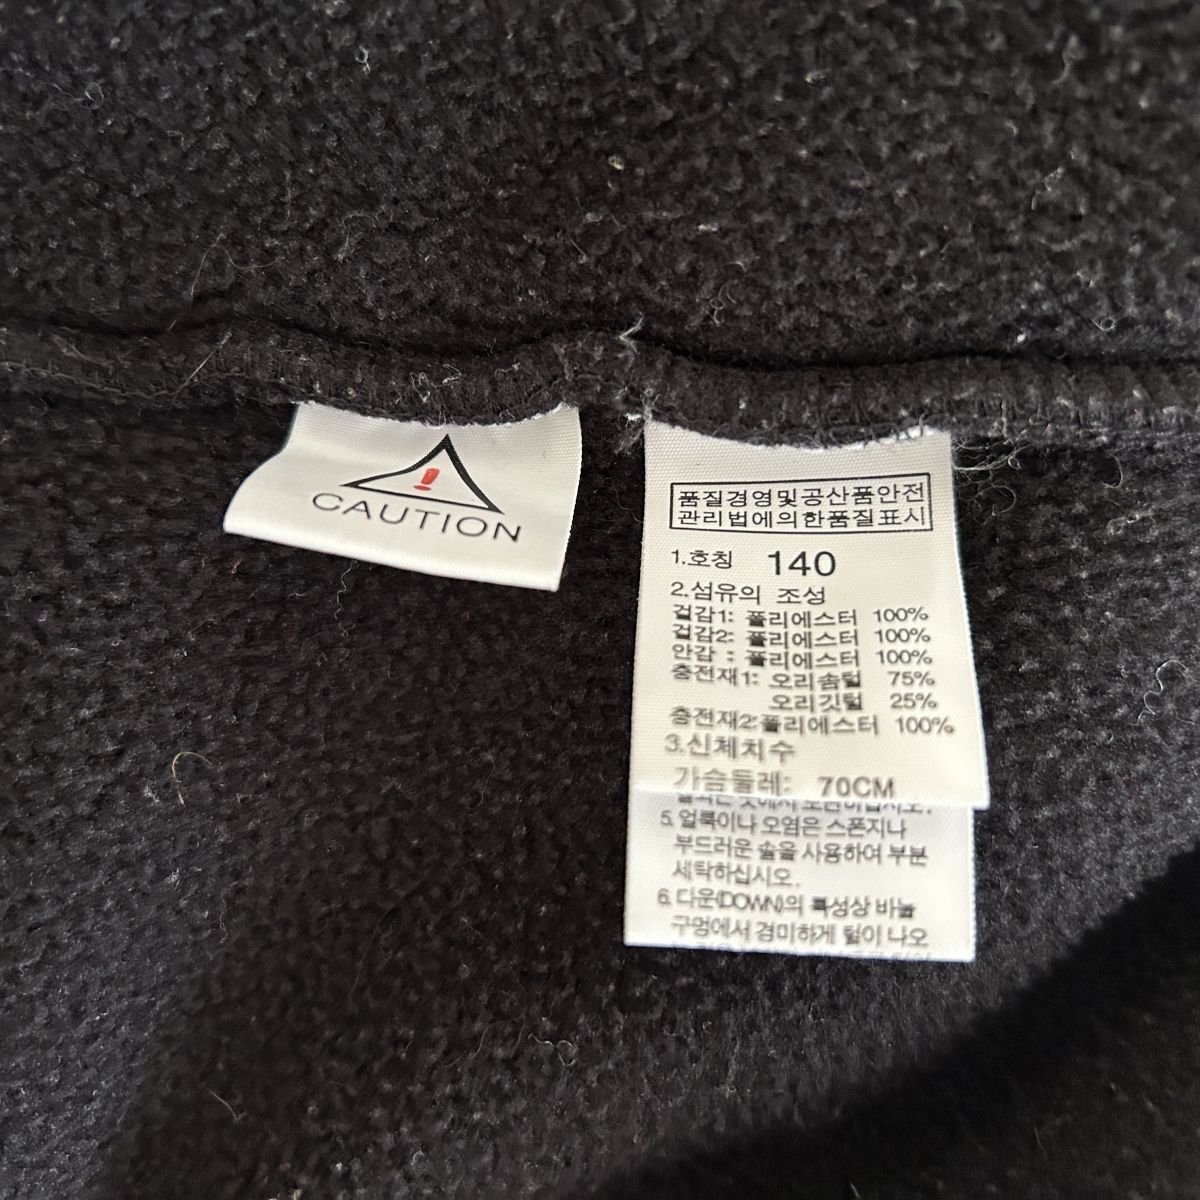 CAUTION
품질경영및공산품안전
관리법에의한품질표시
1.호칭 140
2.섬유의 조성
겉감1: 폴리에스터 100%
겉감2: 폴리에스터 100%
안감 : 폴리에스터 100%
충전재1: 오리솜털 75%
오리깃털 25%
충전재2:폴리에스터 100%
3.신체치수
가슴둘레: 70CM
5. 얼룩이나 오염은 스폰지나
부드러운 솔을 사용하여 부분
세탁하십시오.
6. 다운(DOWN)의 특성상 바늘
구멍에서 경미하게 털이 나오